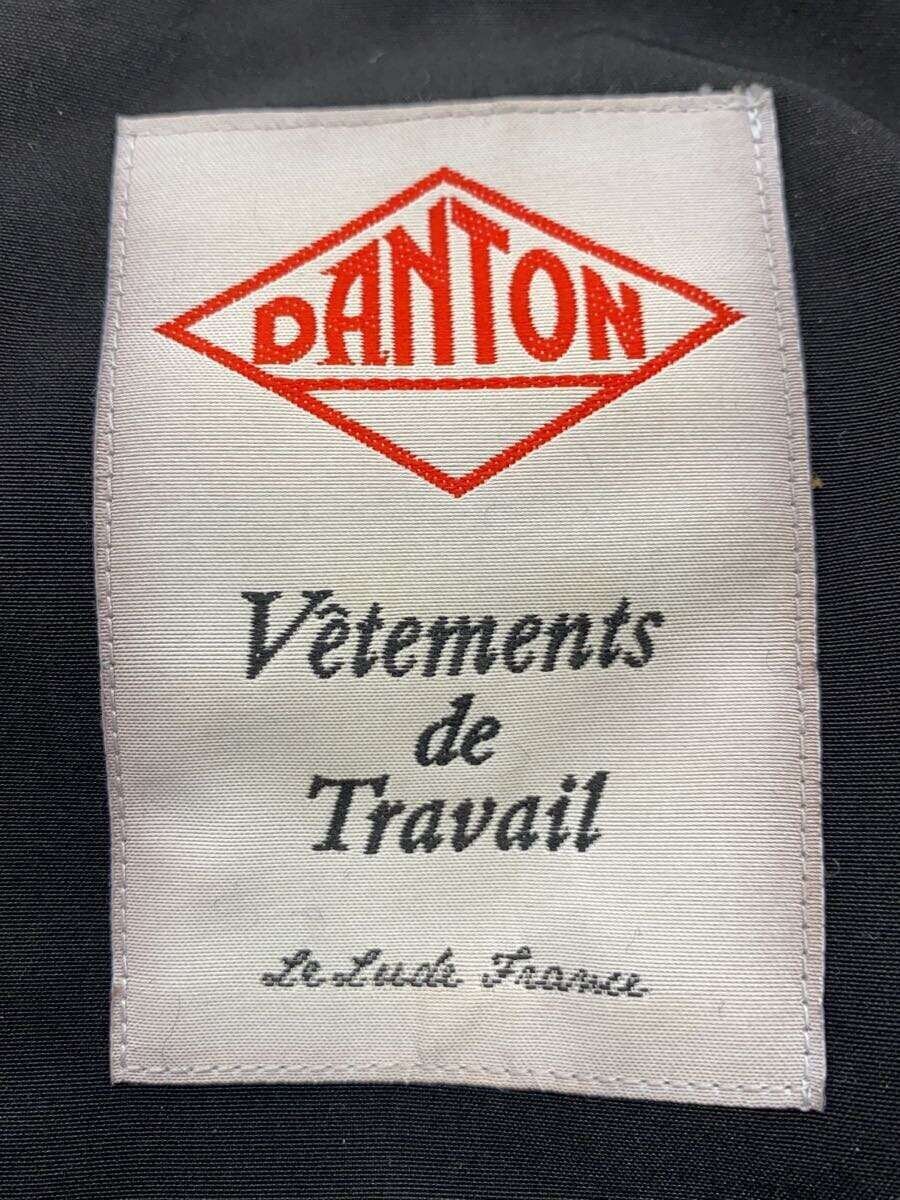 DANTON
Vêtements
de
Travail
Le Lude France